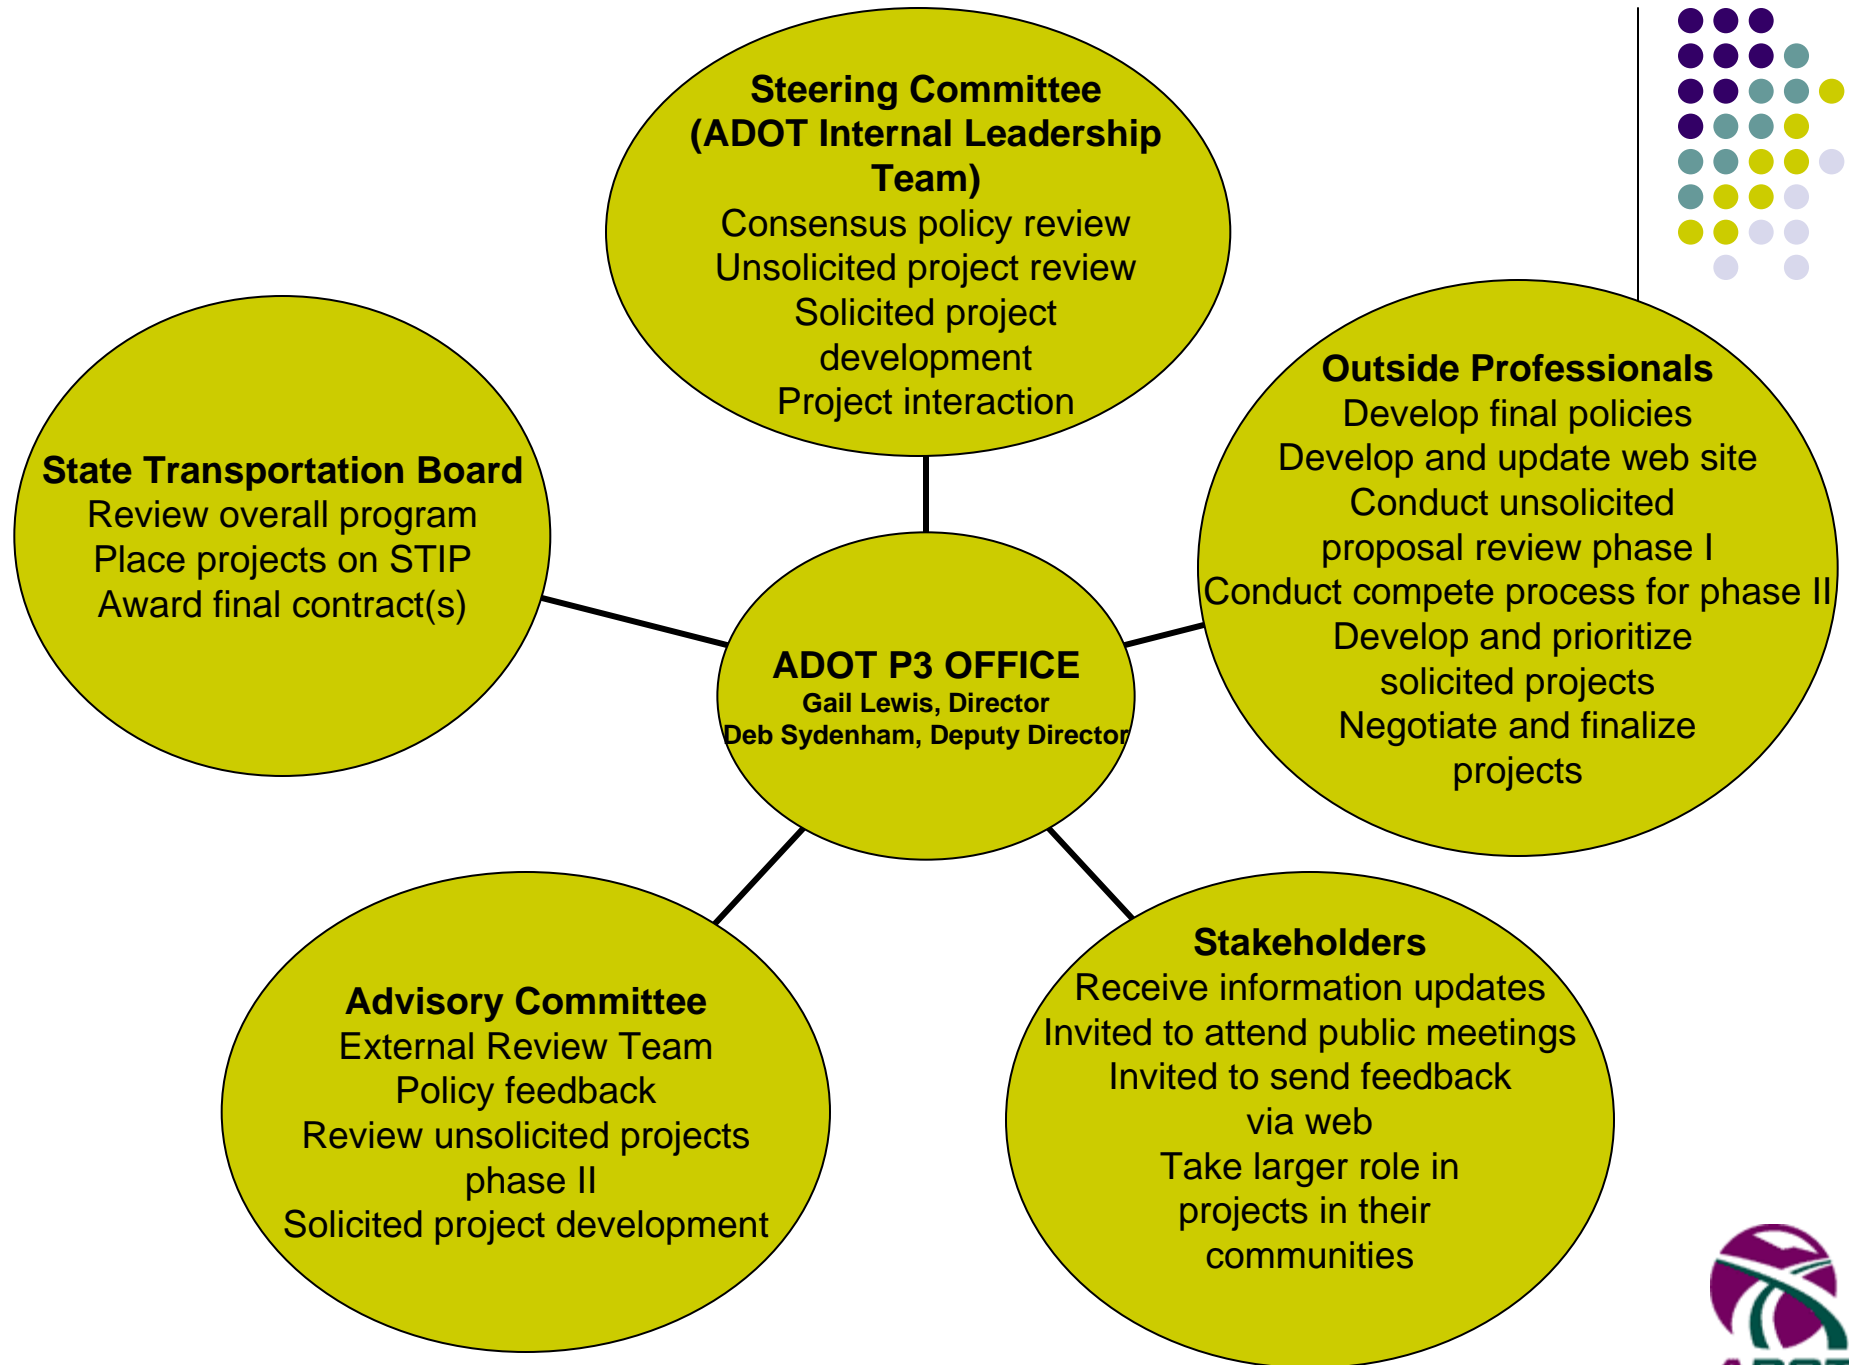 Steering Committee
(ADOT Internal Leadership
Team)
Consensus policy review
Unsolicited project review
Solicited project
development
Project interaction
State Transportation Board
Review overall program
Place projects on STIP
Award final contract(s)
Outside Professionals
Develop final policies
Develop and update web site
Conduct unsolicited
proposal review phase I
Conduct compete process for phase II
Develop and prioritize
solicited projects
Negotiate and finalize
projects
ADOT P3 OFFICE
Gail Lewis, Director
Deb Sydenham, Deputy Director
Advisory Committee
External Review Team
Policy feedback
Review unsolicited projects
phase II
Solicited project development
Stakeholders
Receive information updates
Invited to attend public meetings
Invited to send feedback
via web
Take larger role in
projects in their
communities
ADOT